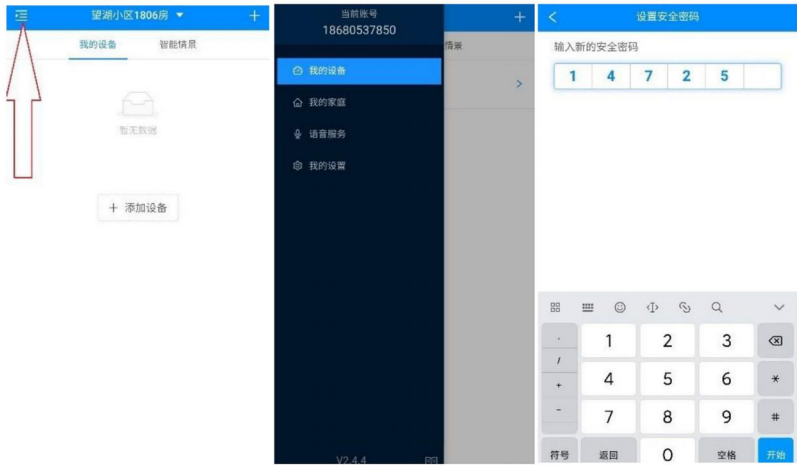 望湖小区1806房
我的设备 智能情景
暂无数据
+ 添加设备
当前账号
18680537850
情景
我的设备
我的家庭
语音服务
我的设置
V2.4.4
设置安全密码
输入新的安全密码
1 4 7 2 5
1 2 3
/
4 5 6 *
+
-
7 8 9 #
符号 返回 0 空格 开始